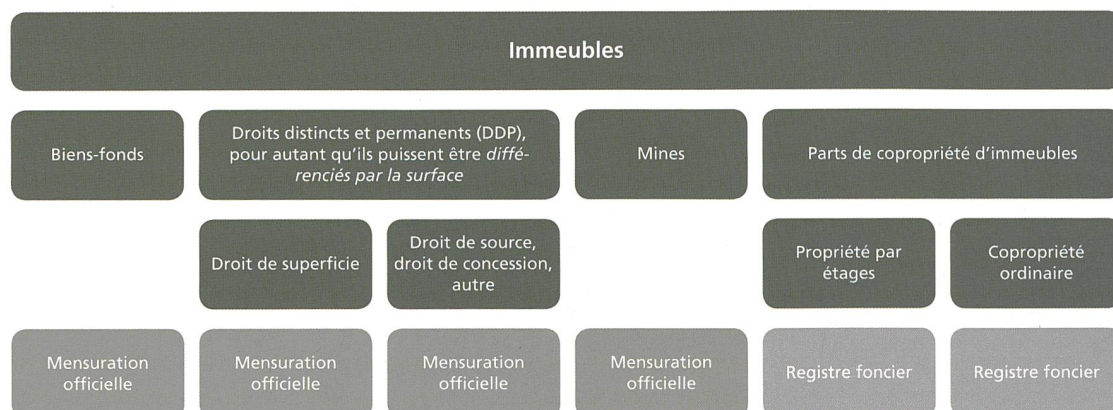 Immeubles
Biens-fonds
Droits distincts et permanents (DDP),
pour autant qu'ils puissent être diffé-
renciés par la surface
Mines
Parts de copropriété d'immeubles
Droit de superficie
Droit de source,
droit de concession,
autre
Propriété par
étages
Copropriété
ordinaire
Mensuration
officielle
Mensuration
officielle
Mensuration
officielle
Mensuration
officielle
Registre foncier
Registre foncier